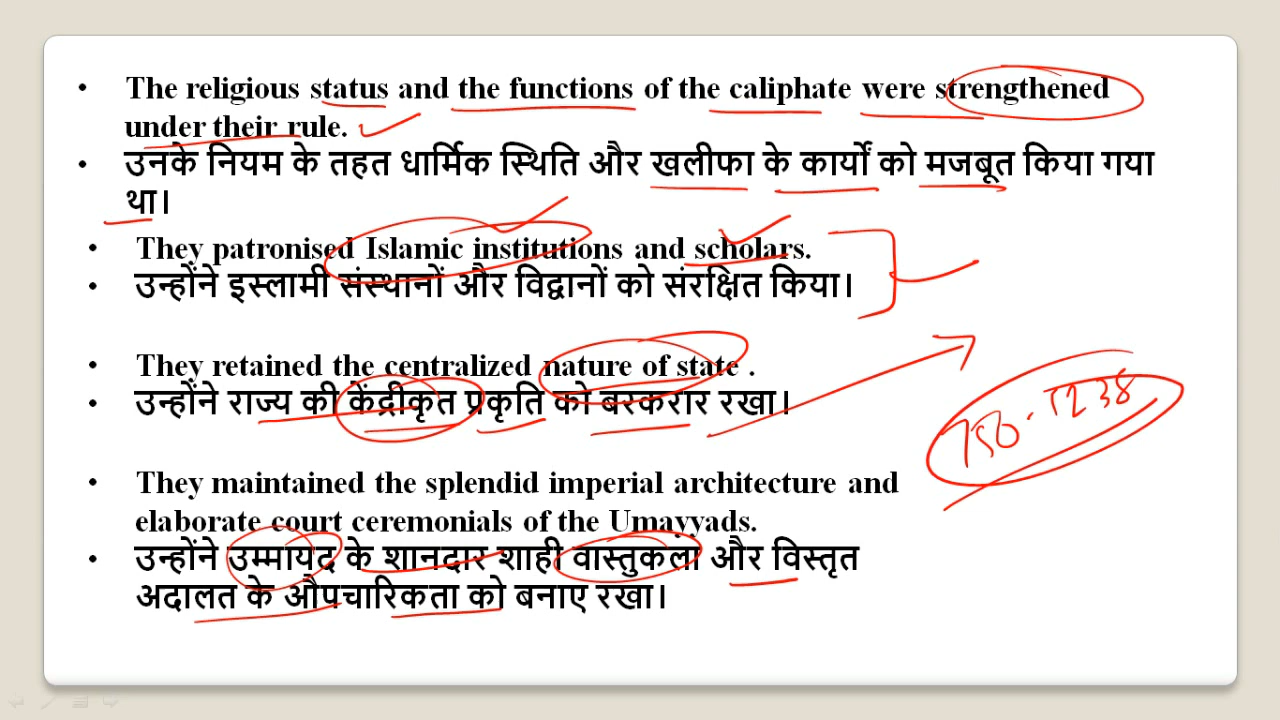 • The religious status and the functions of the caliphate were strengthened
under their rule.
• उनके नियम के तहत धार्मिक स्थिति और खलीफा के कार्यों को मजबूत किया गया
था।
• They patronised Islamic institutions and scholars.
• उन्होंने इस्लामी संस्थानों और विद्वानों को संरक्षित किया।
• They retained the centralized nature of state .
• उन्होंने राज्य की केंद्रीकृत प्रकृति को बरकरार रखा।
750-1238
• They maintained the splendid imperial architecture and
elaborate court ceremonials of the Umayyads.
• उन्होंने उम्मायद के शानदार शाही वास्तुकला और विस्तृत
अदालत के औपचारिकता को बनाए रखा।